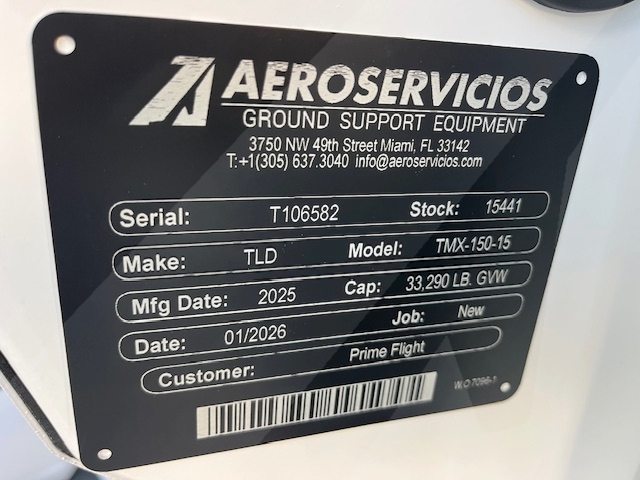 AEROSERVICIOS
GROUND SUPPORT EQUIPMENT
3750 NW 49th Street Miami, FL 33142
T:+1(305) 637.3040 info@aeroservicios.com
Serial: T106582 Stock: 15441
Make: TLD Model: TMX-150-15
Mfg Date: 2025 Cap: 33,290 LB. GVW
Date: 01/2026 Job: New
Customer: Prime Flight
W.O 7096-1